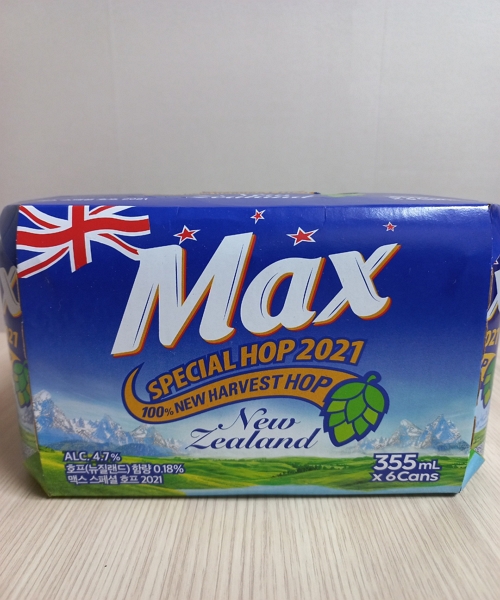 Max
SPECIAL HOP 2021
100% NEW HARVEST HOP
New
Zealand
ALC. 4.7%
호프(뉴질랜드) 함량 0.18%
맥스 스페셜 호프 2021
355mL
x 6Cans